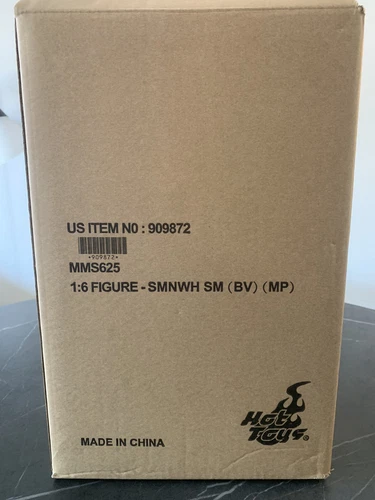 US ITEM N0 : 909872
*909872*
MMS625
1:6 FIGURE - SMNWH SM (BV) (MP)
Hot
Toys®
MADE IN CHINA